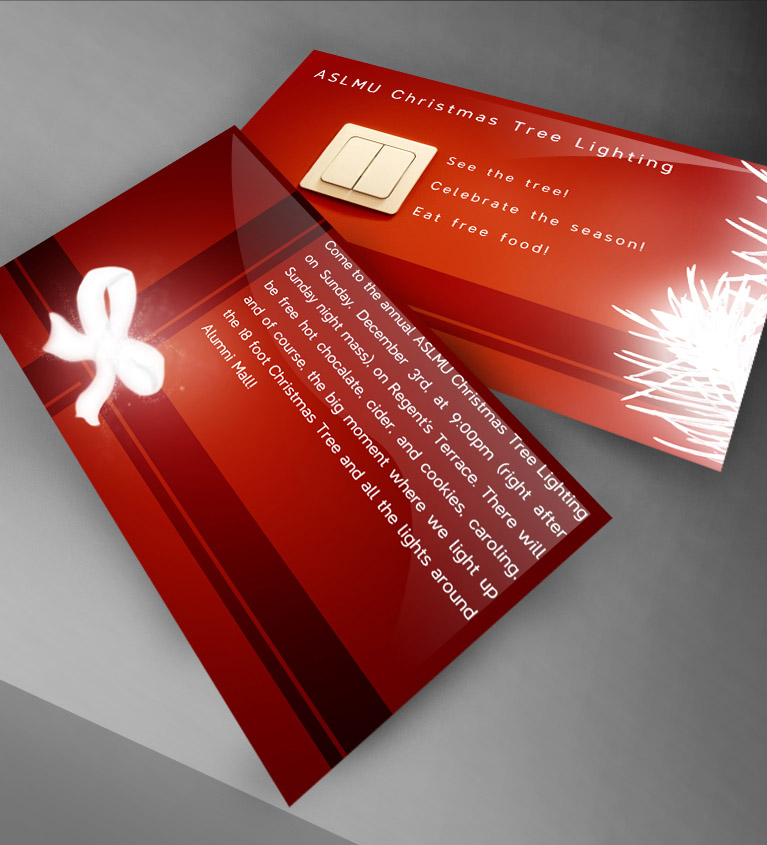 ASLMU Christmas Tree Lighting
See the tree!
Celebrate the season!
Eat free food!
Come to the annual ASLMU Christmas Tree Lighting
on Sunday, December 3rd, at 9:00pm (right after
Sunday night mass), on Regent's Terrace. There will
be free hot chocalate, cider, and cookies, caroling,
and of course, the big moment where we light up
the 18 foot Christmas Tree and all the lights around
Alumni Mall!